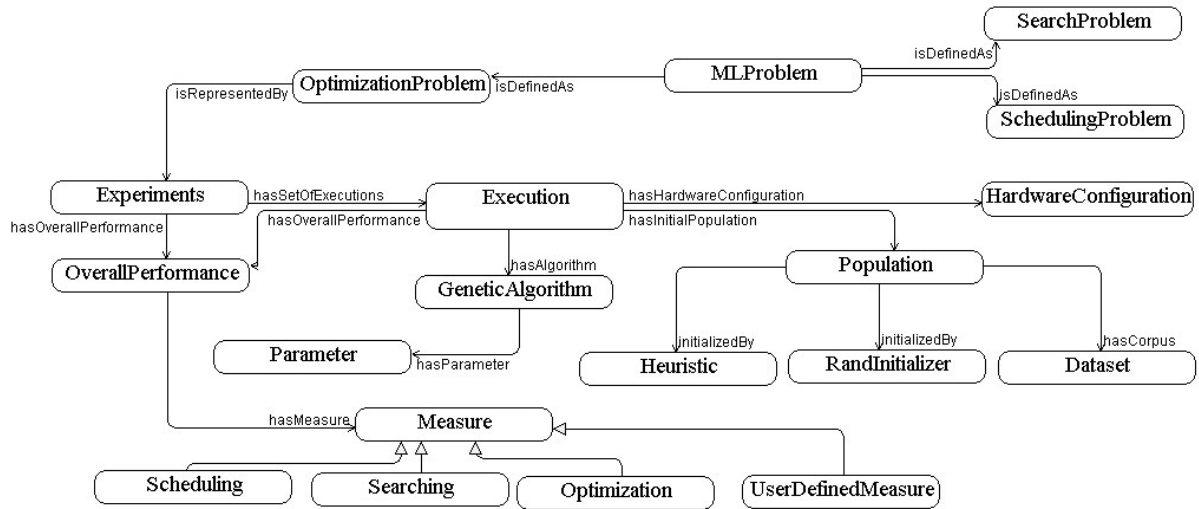 SearchProblem
isDefinedAs
MLProblem
OptimizationProblem
isDefinedAs
isRepresentedBy
isDefinedAs
SchedulingProblem
Experiments
hasSetOfExecutions
Execution
hasHardwareConfiguration
HardwareConfiguration
hasOverallPerformance
hasOverallPerformance
hasInitialPopulation
OverallPerformance
hasAlgorithm
Population
GeneticAlgorithm
Parameter
hasParameter
initializedBy
initializedBy
hasCorpus
Heuristic
RandInitializer
Dataset
hasMeasure
Measure
Scheduling
Searching
Optimization
UserDefinedMeasure